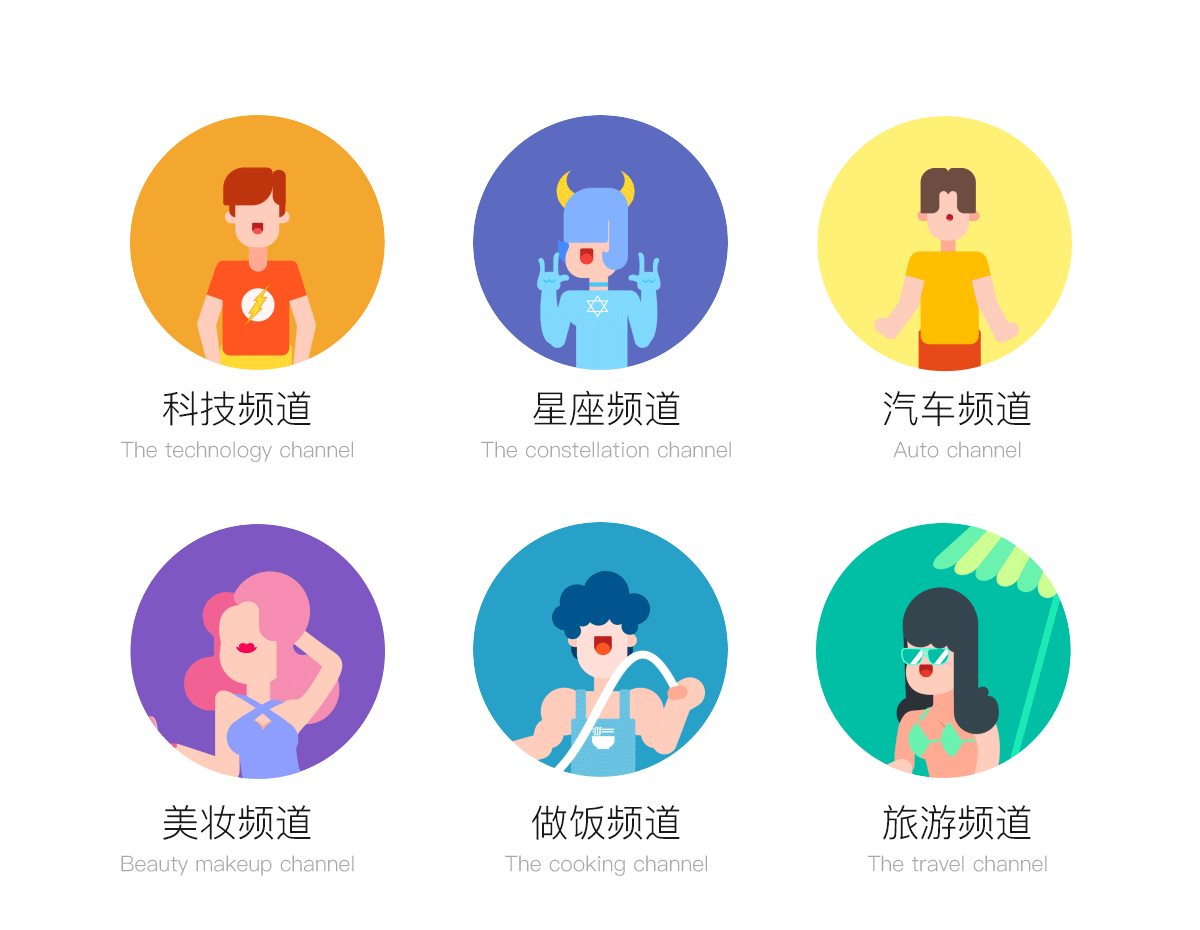 科技频道
The technology channel
星座频道
The constellation channel
汽车频道
Auto channel
美妆频道
Beauty makeup channel
做饭频道
The cooking channel
旅游频道
The travel channel